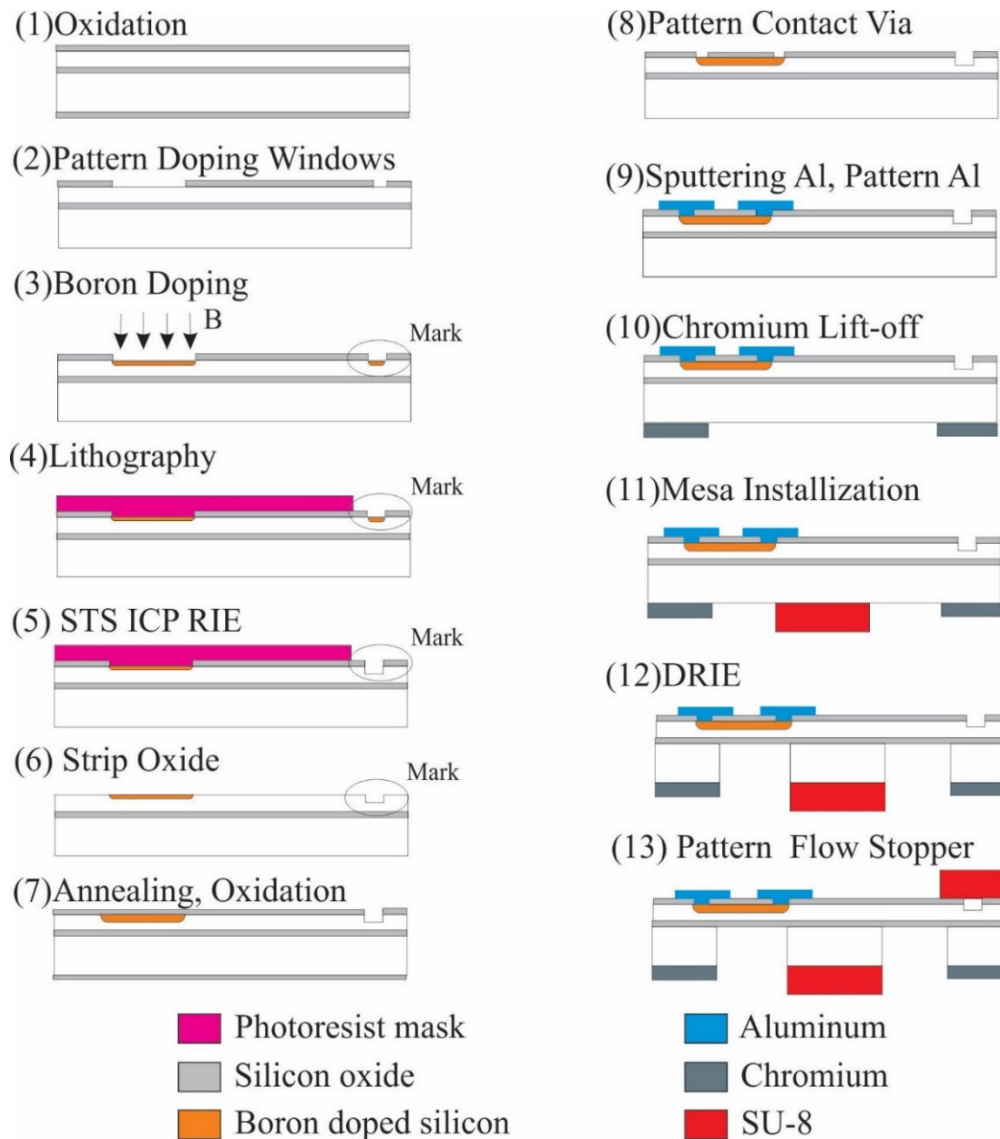 (1)Oxidation
(2)Pattern Doping Windows
(3)Boron Doping
B
Mark
(4)Lithography
Mark
(5) STS ICP RIE
Mark
(6) Strip Oxide
Mark
(7)Annealing, Oxidation
(8)Pattern Contact Via
(9)Sputtering Al, Pattern Al
(10)Chromium Lift-off
(11)Mesa Installization
(12)DRIE
(13) Pattern Flow Stopper
Photoresist mask
Silicon oxide
Boron doped silicon
Aluminum
Chromium
SU-8